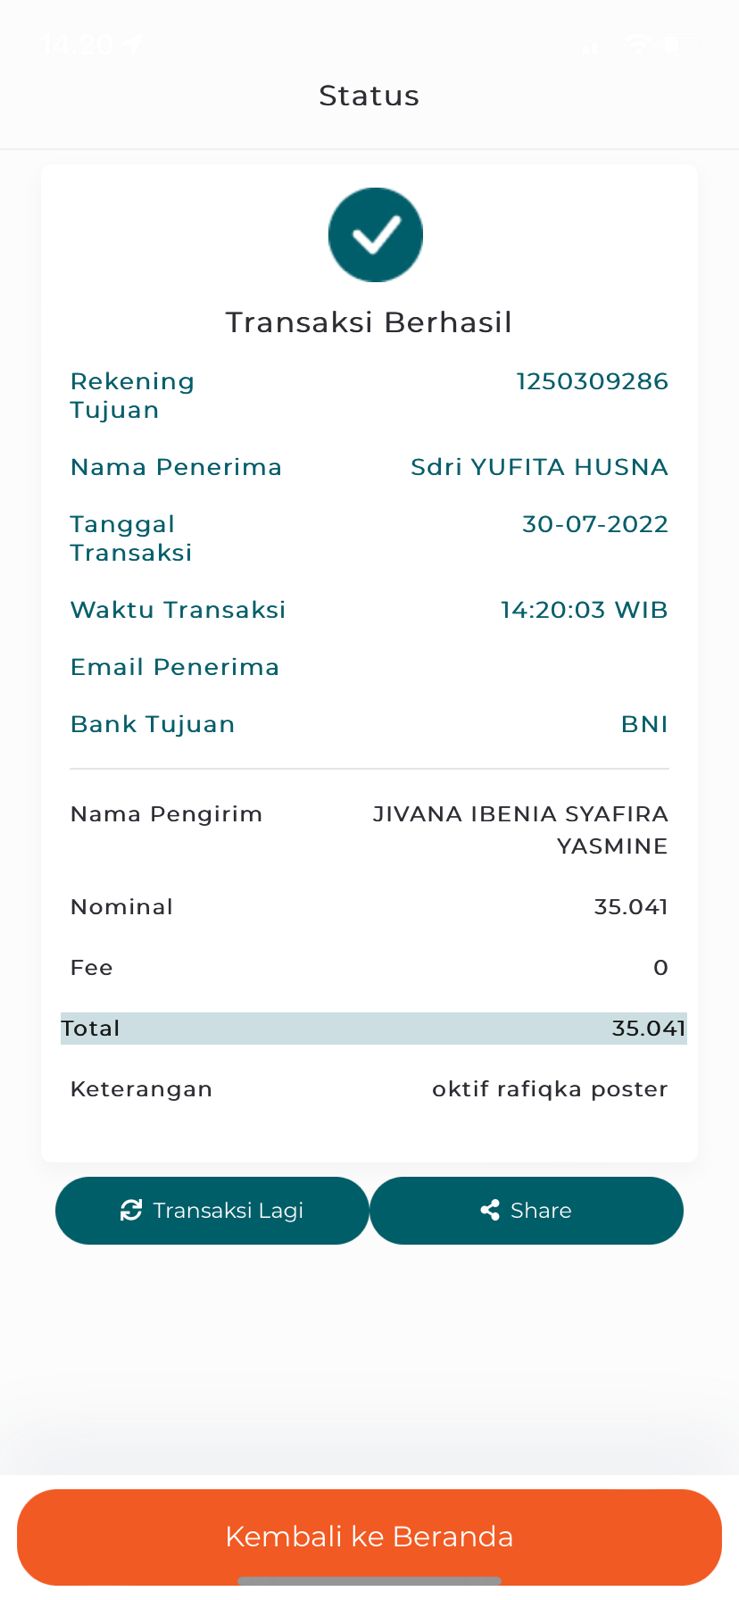 14.20
Status
Transaksi Berhasil
Rekening 1250309286
Tujuan
Nama Penerima Sdri YUFITA HUSNA
Tanggal 30-07-2022
Transaksi
Waktu Transaksi 14:20:03 WIB
Email Penerima
Bank Tujuan BNI
Nama Pengirim JIVANA IBENIA SYAFIRA
YASMINE
Nominal 35.041
Fee 0
Total 35.041
Keterangan oktif rafiqka poster
Transaksi Lagi Share
Kembali ke Beranda